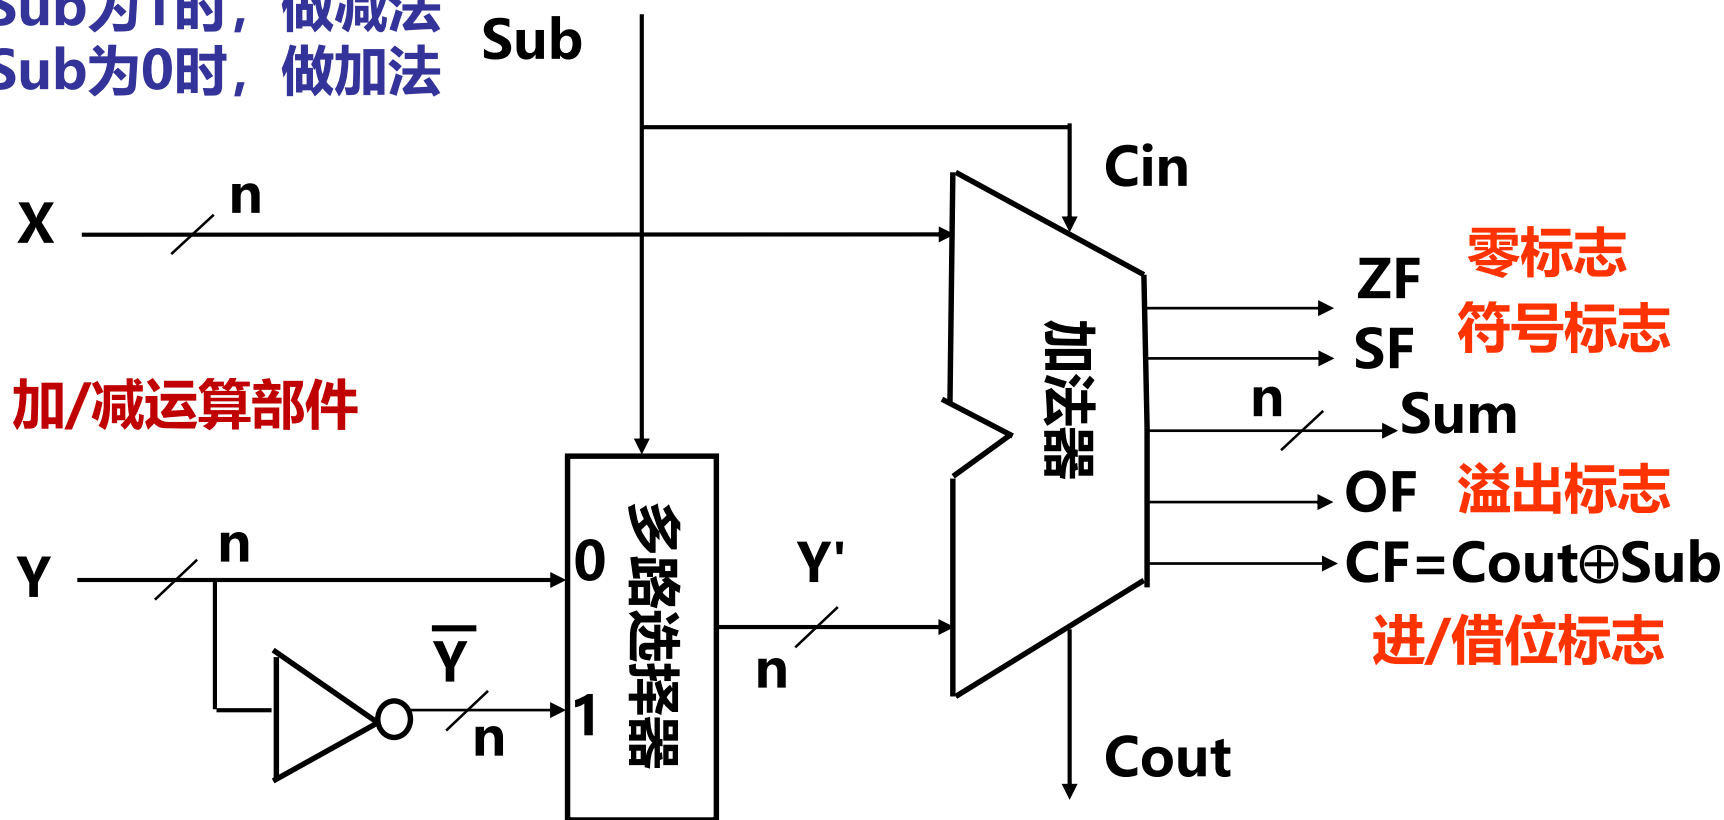 Sub为1时，做减法
Sub为0时，做加法
Sub
Cin
n
X
ZF
零标志
SF
符号标志
加法器
加/减运算部件
n
Sum
OF
溢出标志
CF=Cout⊕Sub
进/借位标志
n
Y
0
多路选择器
Y'
n
Y̅
1
n
Cout